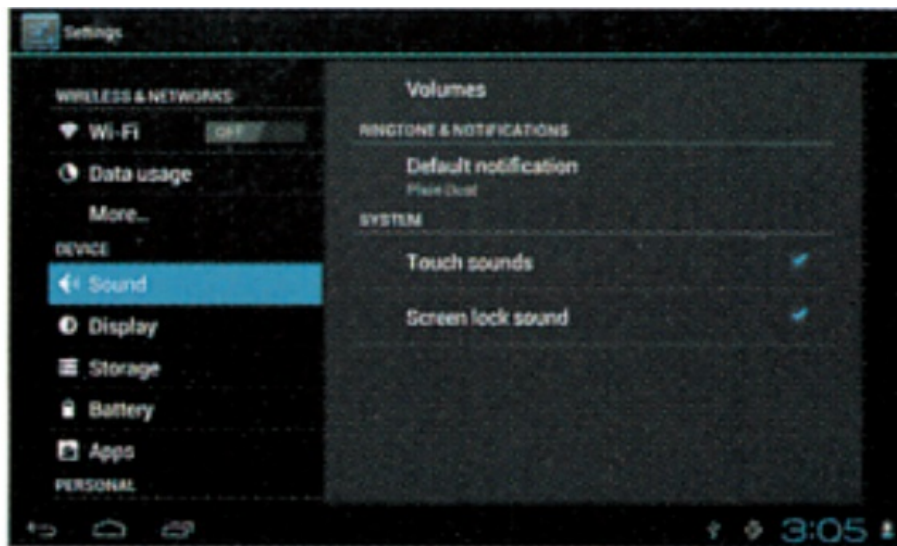 Settings
WIRELESS & NETWORKS
Wi-Fi OFF
Data usage
More...
DEVICE
Sound
Display
Storage
Battery
Apps
PERSONAL
Volumes
RINGTONE & NOTIFICATIONS
Default notification
SYSTEM
Touch sounds
Screen lock sound
3:05